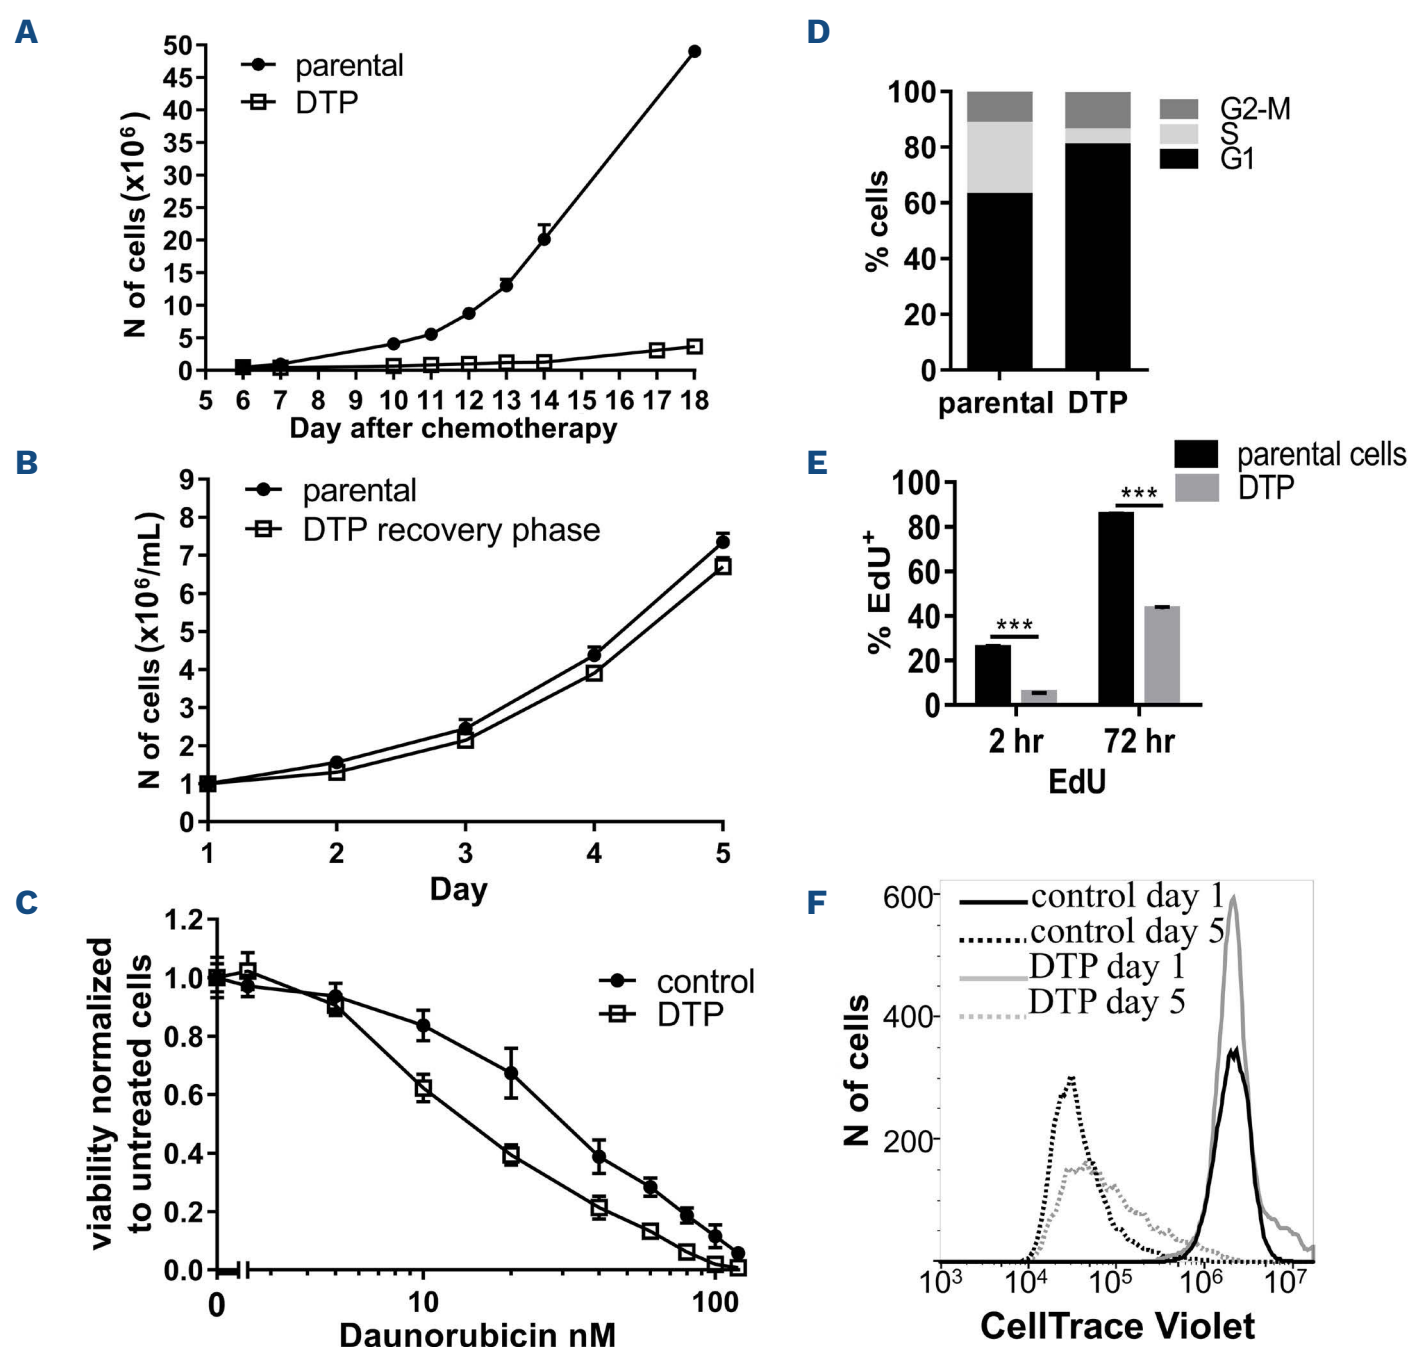 A
50
45
40
35
30
25
20
15
10
5
0
N of cells (x10⁶)
parental
DTP
5 6 7 8 9 10 11 12 13 14 15 16 17 18
Day after chemotherapy
B
9
8
7
6
5
4
3
2
1
0
N of cells (x10⁶/mL)
parental
DTP recovery phase
1 2 3 4 5
Day
C
1.2
1.0
0.8
0.6
0.4
0.2
0.0
viability normalized
to untreated cells
control
DTP
0 10 100
Daunorubicin nM
D
100
80
60
40
20
0
% cells
G2-M
S
G1
parental DTP
E
parental cells
DTP
100
80
60
40
20
0
% EdU⁺
***
***
2 hr 72 hr
EdU
F
600
400
200
N of cells
control day 1
control day 5
DTP day 1
DTP day 5
10³ 10⁴ 10⁵ 10⁶ 10⁷
CellTrace Violet